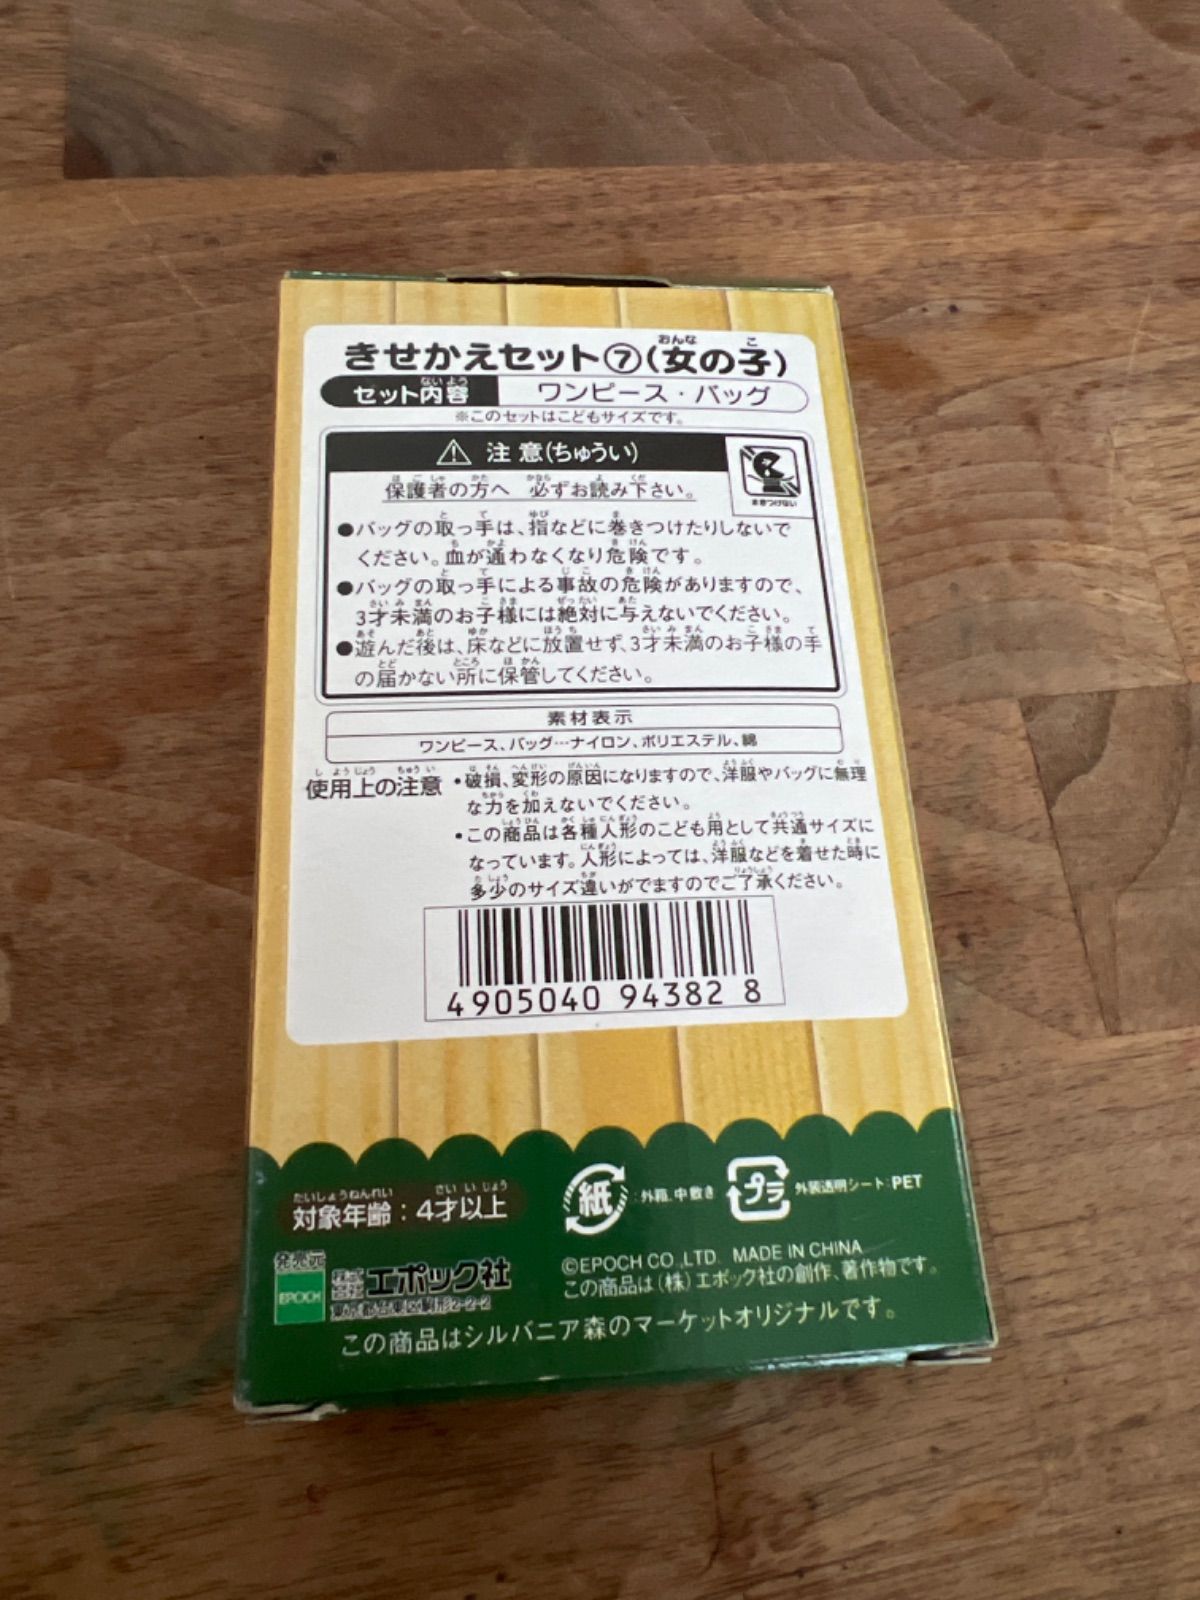 きせかえセット⑦(女の子)
セット内容 ワンピース・バッグ
※このセットはこどもサイズです。
⚠ 注意(ちゅうい)
まきつけない
保護者の方へ 必ずお読み下さい。
●バッグの取っ手は、指などに巻きつけたりしないで
ください。血が通わなくなり危険です。
●バッグの取っ手による事故の危険がありますので、
3才未満のお子様には絶対に与えないでください。
●遊んだ後は、床などに放置せず、3才未満のお子様の手
の届かない所に保管してください。
素材表示
ワンピース、バッグ…ナイロン、ポリエステル、綿
使用上の注意 ・破損、変形の原因になりますので、洋服やバッグに無理
な力を加えないでください。
・この商品は各種人形のこども用として共通サイズに
なっています。人形によっては、洋服などを着せた時に
多少のサイズ違いがでますのでご了承ください。
4905040 94382 8
対象年齢：4才以上
紙：外箱、中敷き プラ 外装透明シート：PET
発売元
EPOCH 株式会社エポック社
東京都台東区駒形2-2-2
©EPOCH CO.,LTD. MADE IN CHINA
この商品は(株)エポック社の創作、著作物です。
この商品はシルバニア森のマーケットオリジナルです。